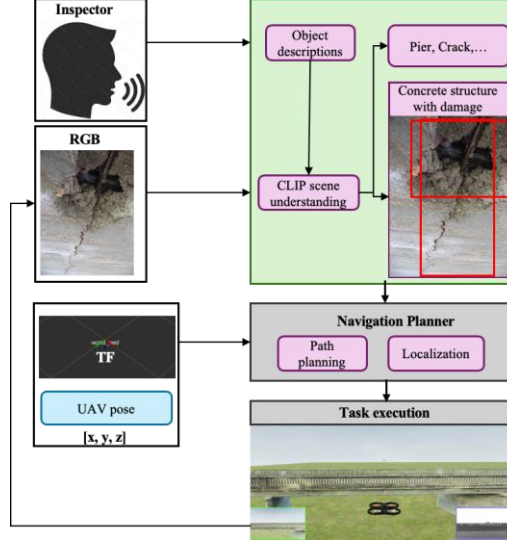 Inspector
RGB
TF
UAV pose
[x, y, z]
Object
descriptions
CLIP scene
understanding
Pier, Crack,…
Concrete structure
with damage
Navigation Planner
Path
planning
Localization
Task execution